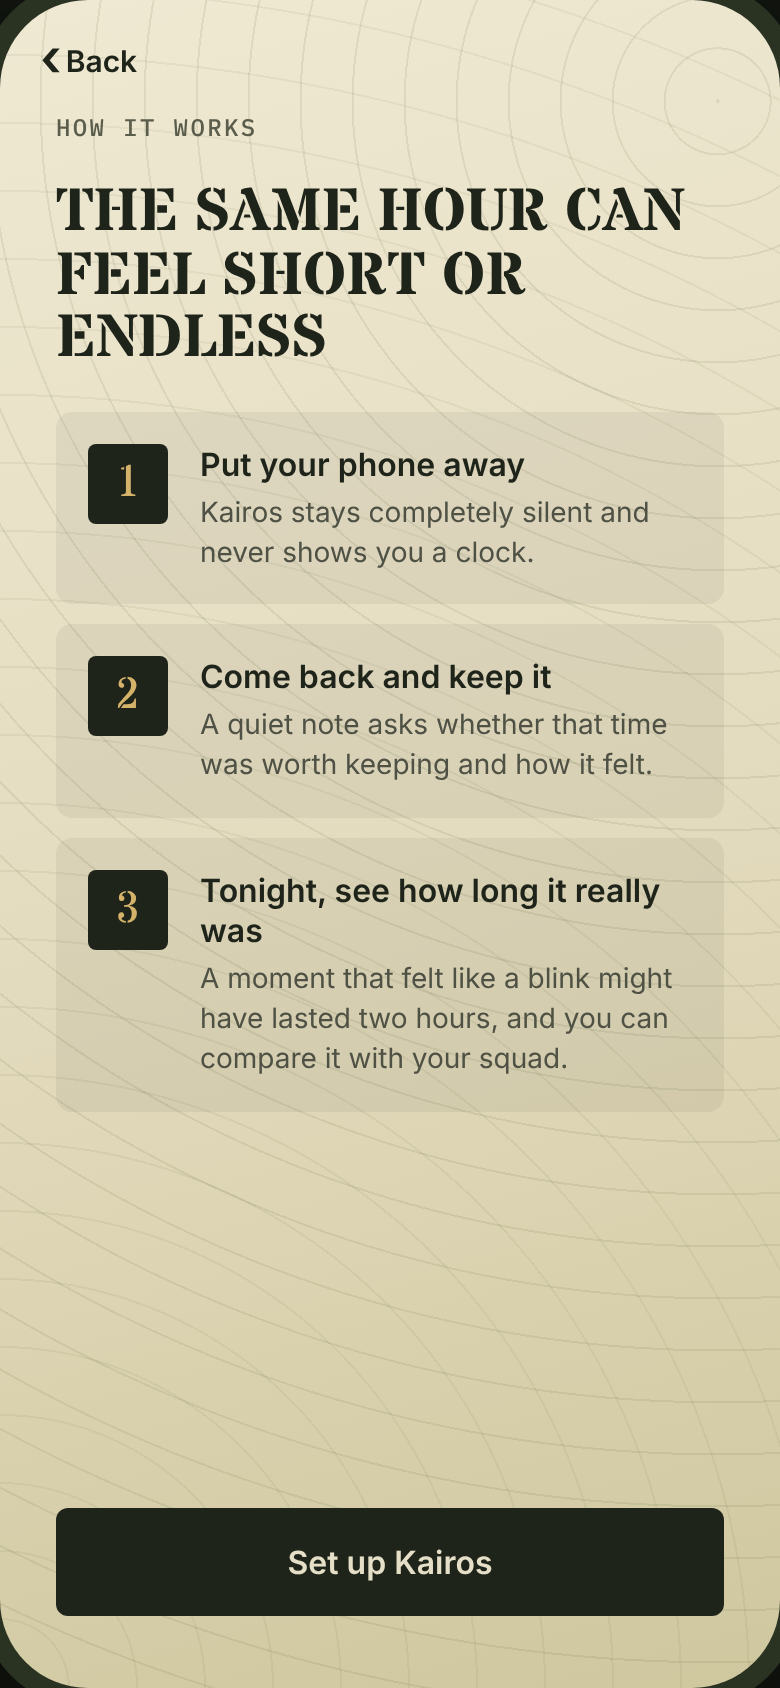 Back
HOW IT WORKS
THE SAME HOUR CAN
FEEL SHORT OR
ENDLESS
1
Put your phone away
Kairos stays completely silent and
never shows you a clock.
2
Come back and keep it
A quiet note asks whether that time
was worth keeping and how it felt.
3
Tonight, see how long it really
was
A moment that felt like a blink might
have lasted two hours, and you can
compare it with your squad.
Set up Kairos